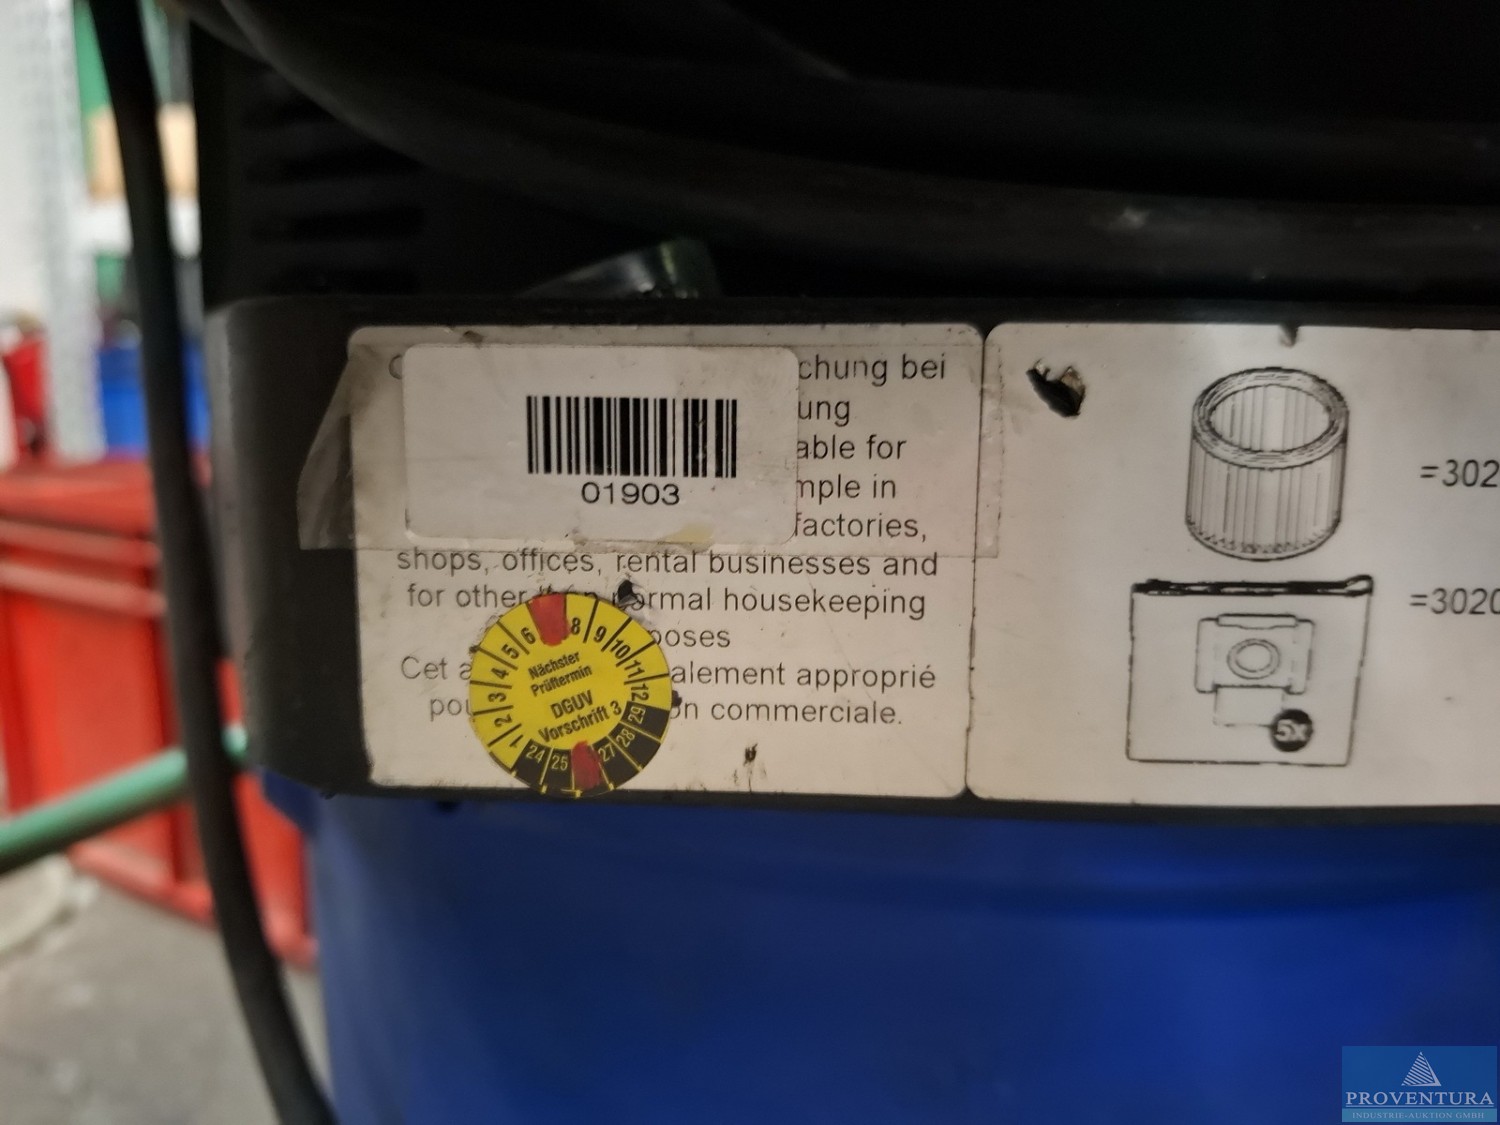 chung bei
ung
able for
mple in
factories,
shops, offices, rental businesses and
for other normal housekeeping
poses
Cet a alement approprié
pou on commerciale.
01903
1 2 3 4 5 6 8 9 10 11 12
Nächster
Prüftermin
DGUV
Vorschrift 3
24 25 27 28 29
=302
=3020
5x
PROVENTURA
INDUSTRIE-AUKTION GMBH